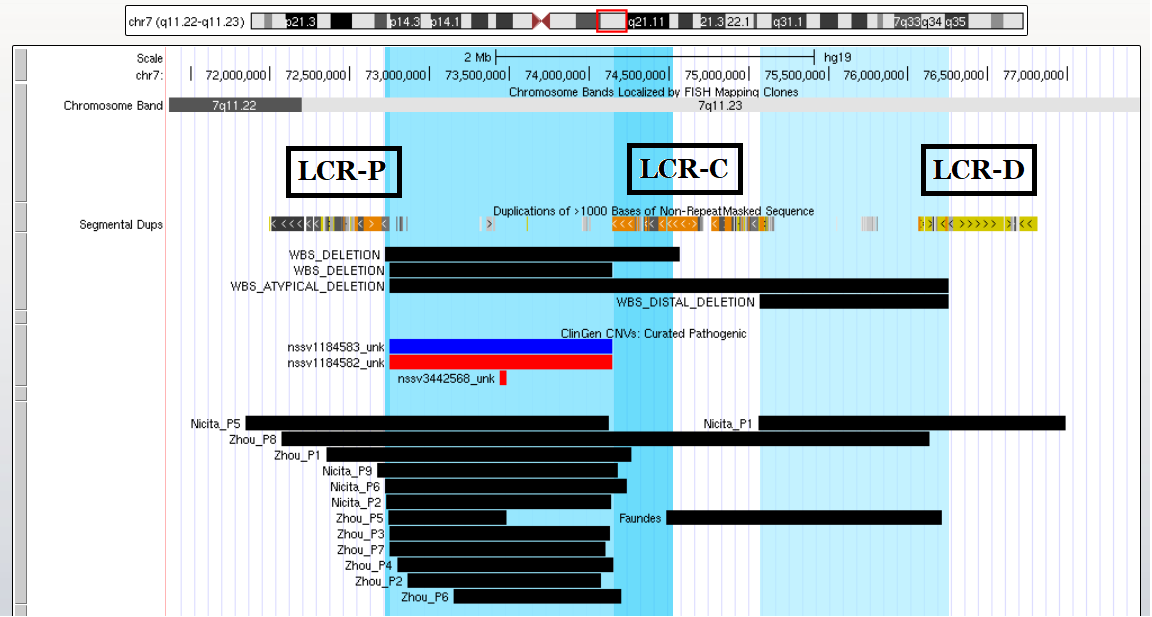 chr7 (q11.22-q11.23) p21.3 p14.3 p14.1 q21.11 21.3 22.1 q31.1 7q33 q34 q35
Scale 2 Mb hg19
chr7: 72,000,000 72,500,000 73,000,000 73,500,000 74,000,000 74,500,000 75,000,000 75,500,000 76,000,000 76,500,000 77,000,000
Chromosome Bands Localized by FISH Mapping Clones
Chromosome Band 7q11.22 7q11.23
LCR-P LCR-C LCR-D
Duplications of >1000 Bases of Non-RepeatMasked Sequence
Segmental Dups
WBS_DELETION
WBS_DELETION
WBS_ATYPICAL_DELETION
WBS_DISTAL_DELETION
ClinGen CNVs: Curated Pathogenic
nssv1184583_unk
nssv1184582_unk
nssv3442568_unk
Nicita_P5 Nicita_P1
Zhou_P8
Zhou_P1
Nicita_P9
Nicita_P6
Nicita_P2
Zhou_P5 Faundes
Zhou_P3
Zhou_P7
Zhou_P4
Zhou_P2
Zhou_P6